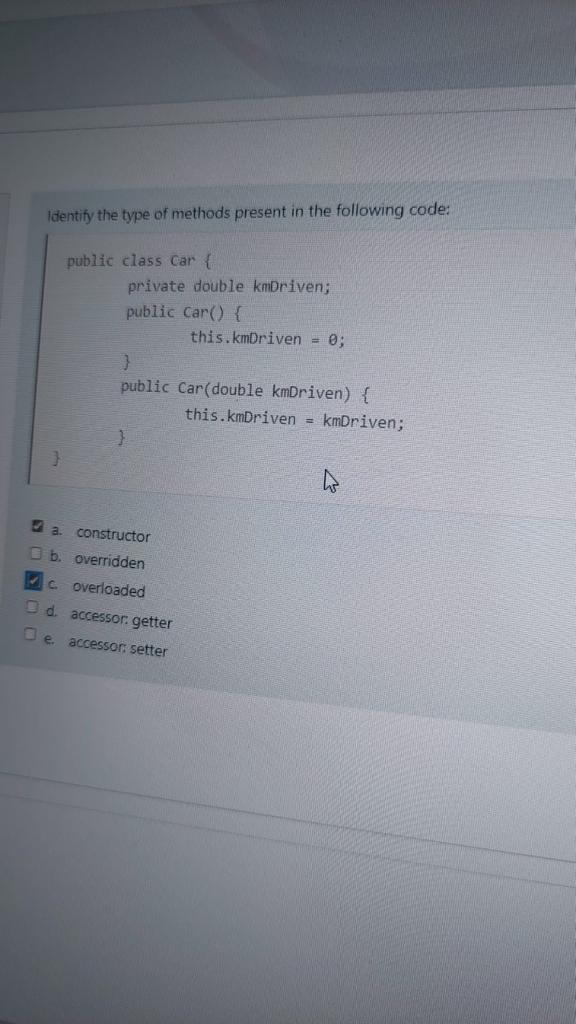 Identify the type of methods present in the following code:
public class Car {
private double kmDriven;
public Car() {
this.kmDriven = 0;
}
public Car(double kmDriven) {
this.kmDriven = kmDriven;
}
}
a. constructor
b. overridden
c. overloaded
d. accessor: getter
e. accessor: setter